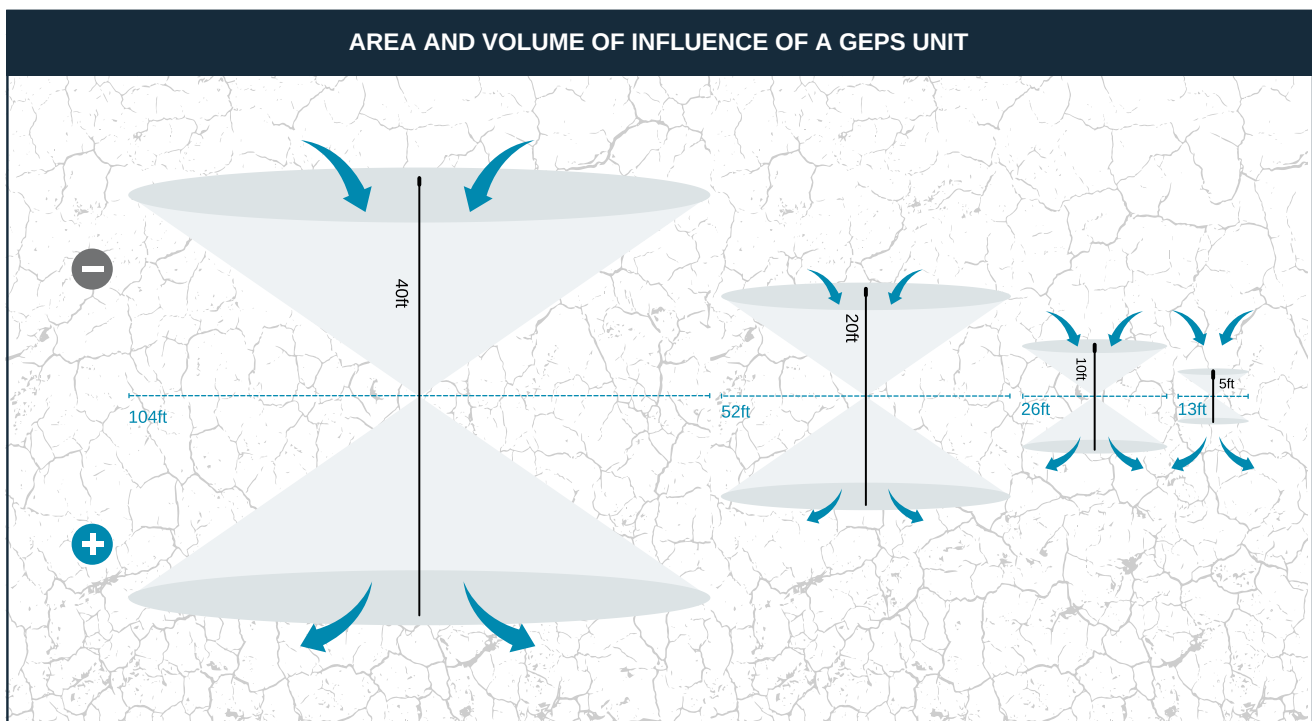 AREA AND VOLUME OF INFLUENCE OF A GEPS UNIT
40ft
104ft
20ft
52ft
10ft
26ft
5ft
13ft